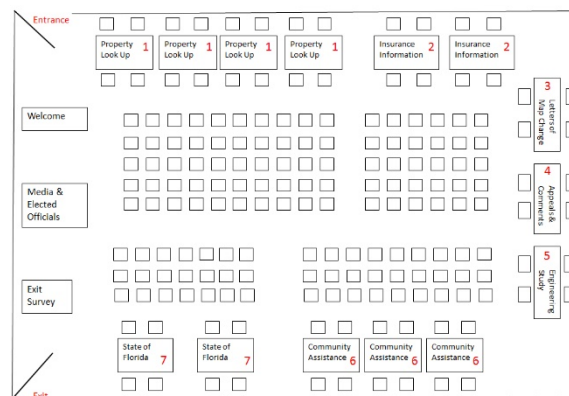 Entrance
Property
Look Up
1
Property
Look Up
1
Property
Look Up
1
Property
Look Up
1
Insurance
Information
2
Insurance
Information
2
Welcome
3
Letters of
Map Change
Media &
Elected
Officials
4
Appeals &
Comments
5
Engineering
Study
Exit
Survey
State of
Florida
7
State of
Florida
7
Community
Assistance
6
Community
Assistance
6
Community
Assistance
6
Exit